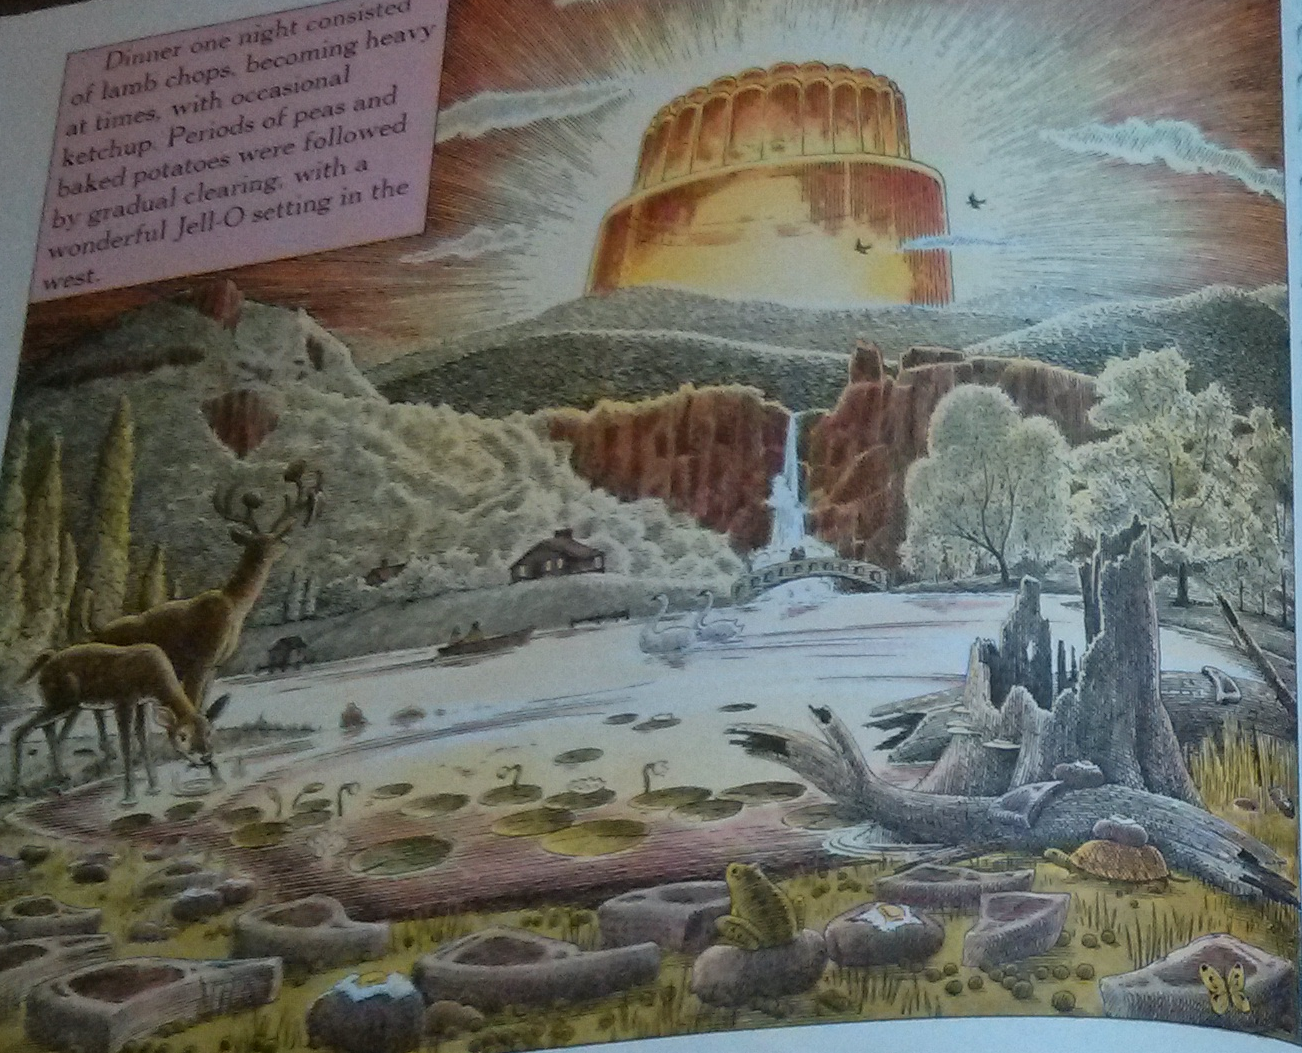 Dinner one night consisted
of lamb chops, becoming heavy
at times, with occasional
ketchup. Periods of peas and
baked potatoes were followed
by gradual clearing, with a
wonderful Jell-O setting in the
west.